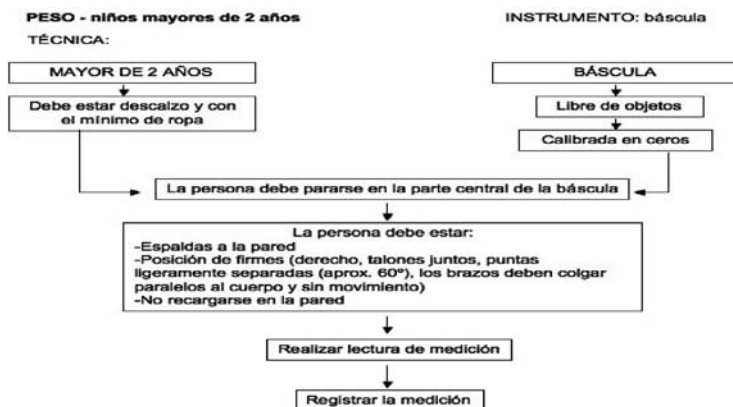 PESO - niños mayores de 2 años
INSTRUMENTO: báscula
TÉCNICA:
MAYOR DE 2 AÑOS
Debe estar descalzo y con
el mínimo de ropa
BÁSCULA
Libre de objetos
Calibrada en ceros
La persona debe pararse en la parte central de la báscula
La persona debe estar:
-Espaldas a la pared
-Posición de firmes (derecho, talones juntos, puntas
ligeramente separadas (aprox. 60º), los brazos deben colgar
paralelos al cuerpo y sin movimiento)
-No recargarse en la pared
Realizar lectura de medición
Registrar la medición